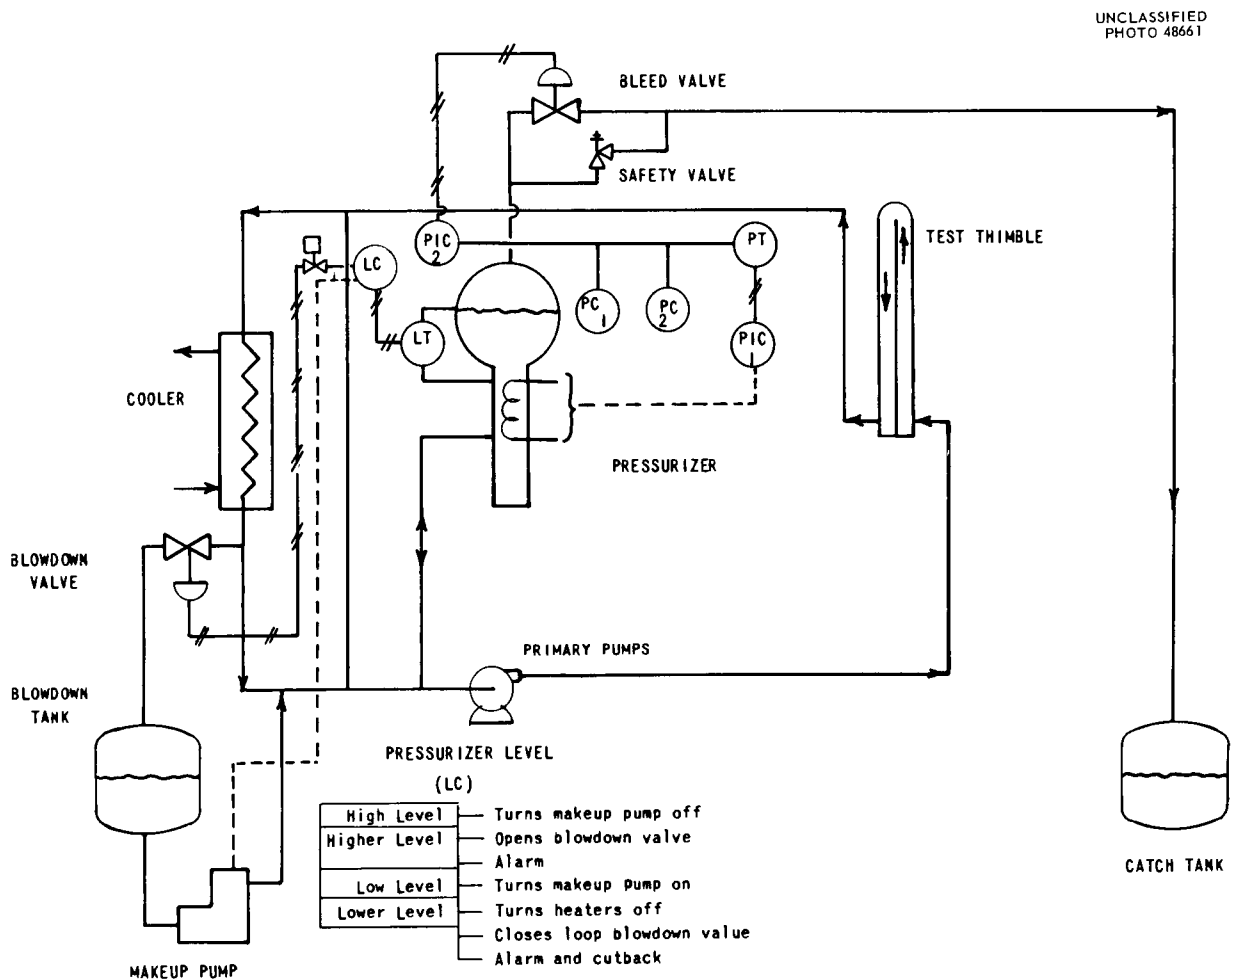 UNCLASSIFIED
PHOTO 48661
BLEED VALVE
SAFETY VALVE
PIC
2
PT
TEST THIMBLE
LC
PC
1
PC
2
LT
PIC
COOLER
PRESSURIZER
BLOWDOWN
VALVE
PRIMARY PUMPS
BLOWDOWN
TANK
PRESSURIZER LEVEL
(LC)
High Level Turns makeup pump off
Higher Level Opens blowdown valve
Alarm
Low Level Turns makeup pump on
Lower Level Turns heaters off
Closes loop blowdown value
Alarm and cutback
CATCH TANK
MAKEUP PUMP